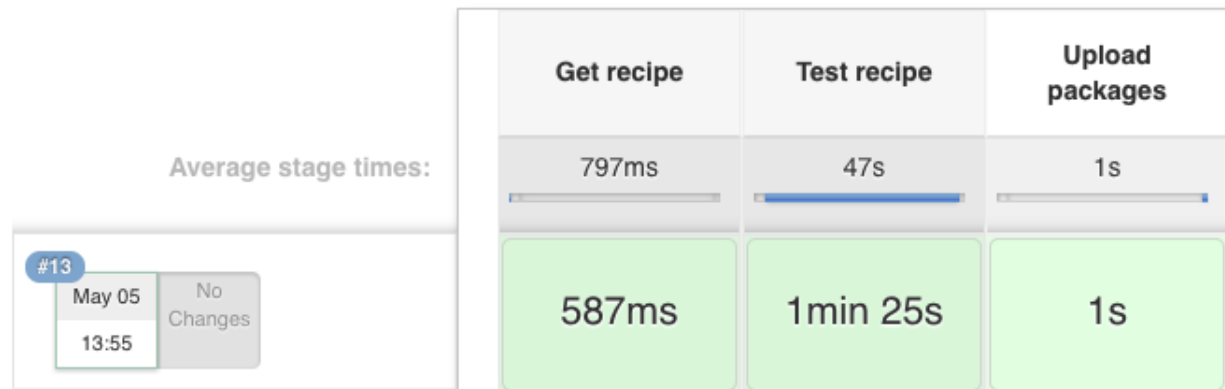 Get recipe
Test recipe
Upload
packages
Average stage times:
797ms
47s
1s
#13
May 05
13:55
No
Changes
587ms
1min 25s
1s